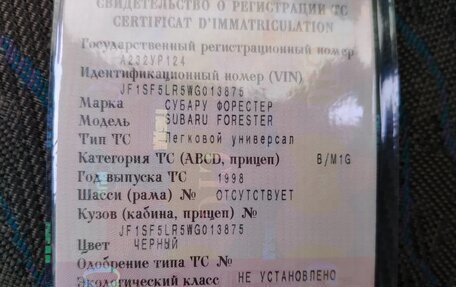 СВИДЕТЕЛЬСТВО О РЕГИСТРАЦИИ ТС
CERTIFICAT D'IMMATRICULATION
Государственный регистрационный номер
А232УР124
Идентификационный номер (VIN)
JF1SF5LR5WG013875
Марка СУБАРУ ФОРЕСТЕР
Модель SUBARU FORESTER
Тип ТС Легковой универсал
Категория ТС (ABCD, прицеп) B/M1G
Год выпуска ТС 1998
Шасси (рама) № ОТСУТСТВУЕТ
Кузов (кабина, прицеп) №
JF1SF5LR5WG013875
Цвет ЧЕРНЫЙ
Одобрение типа ТС №
Экологический класс НЕ УСТАНОВЛЕНО